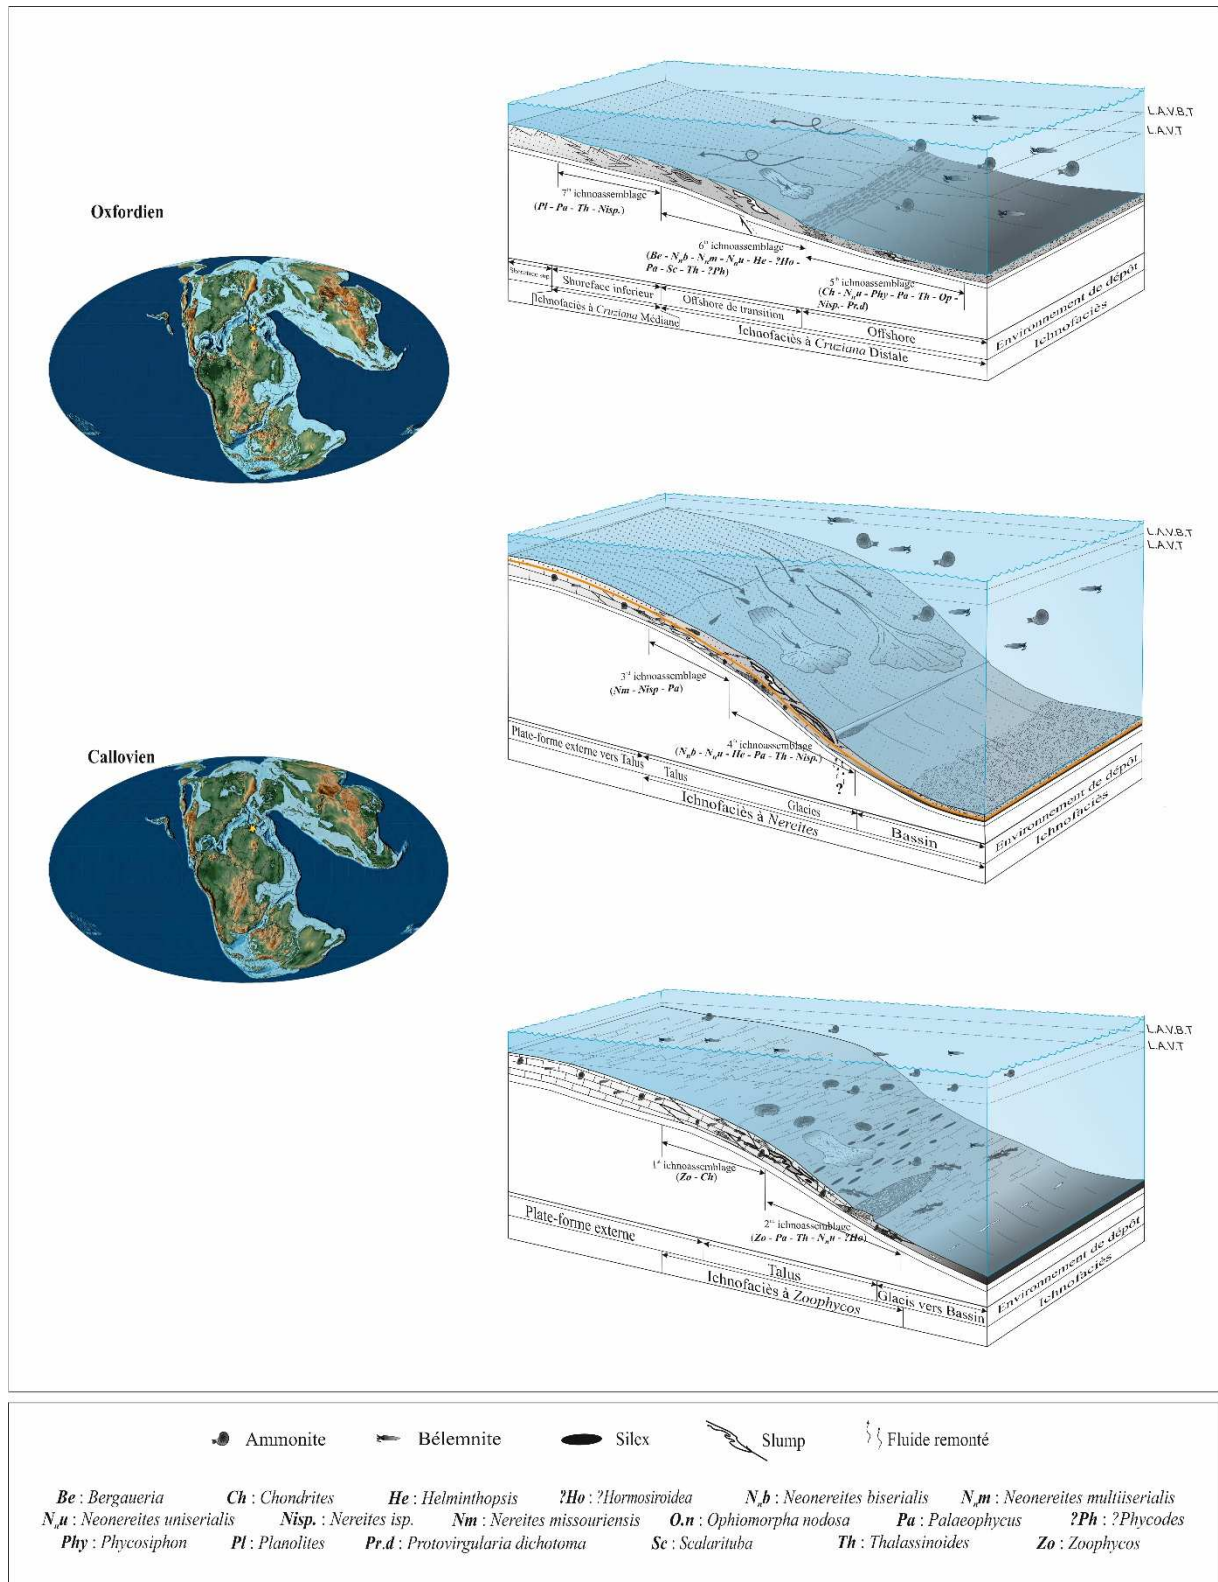 Oxfordien
L.A.V.B.T
L.A.V.T
7e ichnoassemblage
(Pl - Pa - Th - Nisp.)
6e ichnoassemblage
(Be - Nnb - Nnm - Nnu - He - ?Ho -
Pa - Sc - Th - ?Ph)
5e ichnoassemblage
(Ch - Nnu - Phy - Pa - Th - Op -
Nisp. - Pr.d)
Shoreface sup.
Shureface inferieur
Offshore de transition
Offshore
Environnement de dépôt
Ichnofaciès à Cruziana Médiane
Ichnofaciès à Cruziana Distale
Ichnofaciès
Callovien
L.A.V.B.T
L.A.V.T
3e ichnoassemblage
(Nm - Nisp - Pa)
4e ichnoassemblage
(Nnb - Nnu - He - Pa - Th - Nisp.)
?
Plate-forme externe vers Talus
Talus
Glacies
Bassin
Environnement de dépôt
Ichnofaciès à Nereites
Ichnofaciès
L.A.V.B.T
L.A.V.T
1e ichnoassemblage
(Zo - Ch)
2e ichnoassemblage
(Zo - Pa - Th - Nnu - ?Ho)
Plate-forme externe
Talus
Glacis vers Bassin
Environnement de dépôt
Ichnofaciès à Zoophycos
Ichnofaciès
Ammonite Bélemnite Silex Slump Fluide remonté
Be : Bergaueria Ch : Chondrites He : Helminthopsis ?Ho : ?Hormosiroidea Nnb : Neonereites biserialis Nnm : Neonereites multiiserialis
Nnu : Neonereites uniserialis Nisp. : Nereites isp. Nm : Nereites missouriensis O.n : Ophiomorpha nodosa Pa : Palaeophycus ?Ph : ?Phycodes
Phy : Phycosiphon Pl : Planolites Pr.d : Protovirgularia dichotoma Sc : Scalarituba Th : Thalassinoides Zo : Zoophycos